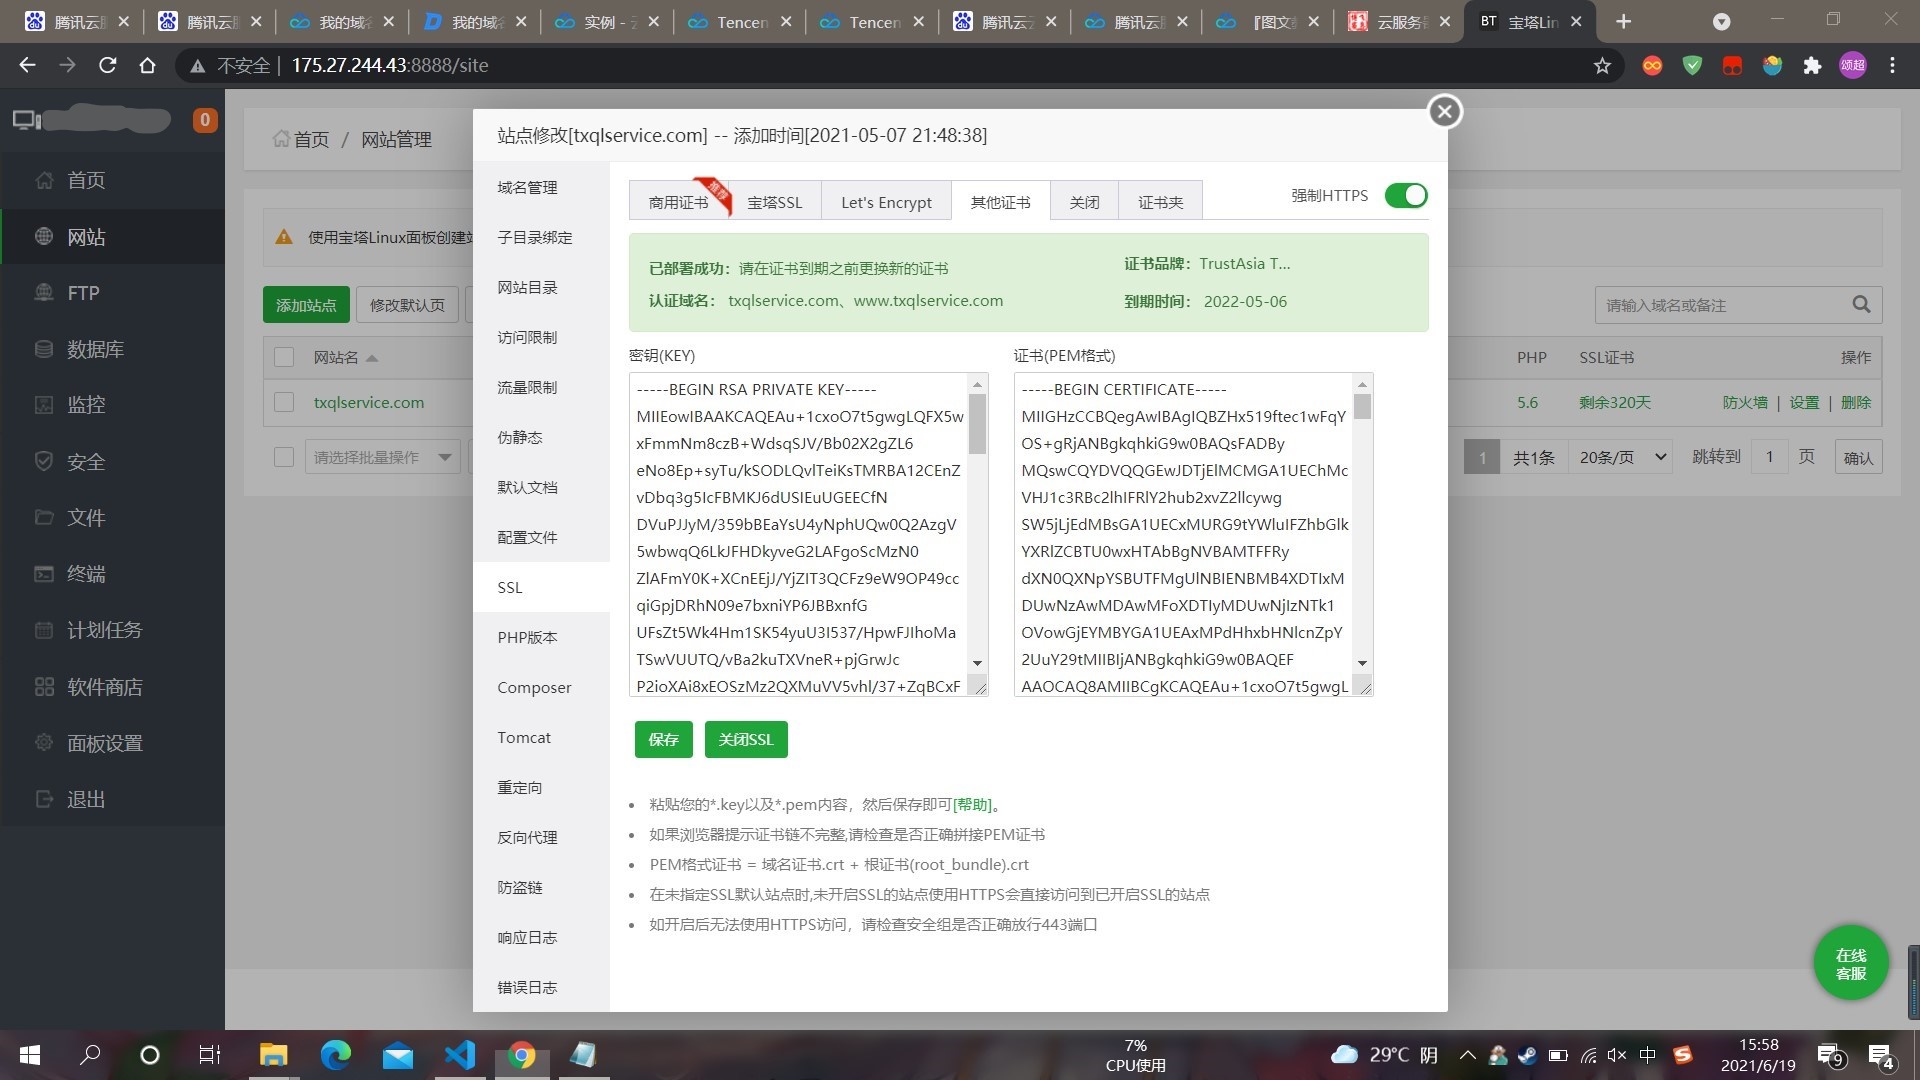 腾讯云服
腾讯云服
我的域名
我的域名
实例 - 云
Tencen
Tencen
腾讯云云
腾讯云服
『图文教
云服务器
BT 宝塔Lin
不安全 | 175.27.244.43:8888/site
颂超
0
首页
网站
FTP
数据库
监控
安全
文件
终端
计划任务
软件商店
面板设置
退出
首页 / 网站管理
使用宝塔Linux面板创建站
添加站点
修改默认页
请输入域名或备注
网站名
PHP
SSL证书
操作
txqlservice.com
5.6
剩余320天
防火墙 | 设置 | 删除
请选择批量操作
1
共1条
20条/页
跳转到
1
页
确认
站点修改[txqlservice.com] -- 添加时间[2021-05-07 21:48:38]
域名管理
子目录绑定
网站目录
访问限制
流量限制
伪静态
默认文档
配置文件
SSL
PHP版本
Composer
Tomcat
重定向
反向代理
防盗链
响应日志
错误日志
商用证书
推荐
宝塔SSL
Let's Encrypt
其他证书
关闭
证书夹
强制HTTPS
已部署成功：请在证书到期之前更换新的证书
证书品牌：TrustAsia T...
认证域名： txqlservice.com、www.txqlservice.com
到期时间： 2022-05-06
密钥(KEY)
-----BEGIN RSA PRIVATE KEY-----
MIIEowIBAAKCAQEAu+1cxoO7t5gwgLQFX5w
xFmmNm8czB+WdsqSJV/Bb02X2gZL6
eNo8Ep+syTu/kSODLQvlTeiKsTMRBA12CEnZ
vDbq3g5IcFBMKJ6dUSIEuUGEECfN
DVuPJJyM/359bBEaYsU4yNphUQw0Q2AzgV
5wbwqQ6LkJFHDkyveG2LAFgoScMzN0
ZlAFmY0K+XCnEEjJ/YjZIT3QCFz9eW9OP49cc
qiGpjDRhN09e7bxniYP6JBBxnfG
UFsZt5Wk4Hm1SK54yuU3I537/HpwFJIhoMa
TSwVUUTQ/vBa2kuTXVneR+pjGrwJc
P2ioXAi8xEOSzMz2QXMuVV5vhl/37+ZqBCxF
证书(PEM格式)
-----BEGIN CERTIFICATE-----
MIIGHzCCBQegAwIBAgIQBZHx519ftec1wFqY
OS+gRjANBgkqhkiG9w0BAQsFADBy
MQswCQYDVQQGEwJDTjElMCMGA1UEChMc
VHJ1c3RBc2lhIFRlY2hub2xvZ2llcywg
SW5jLjEdMBsGA1UECxMURG9tYWluIFZhbGlk
YXRlZCBTU0wxHTAbBgNVBAMTFFRy
dXN0QXNpYSBUTFMgUlNBIENBMB4XDTIxM
DUwNzAwMDAwMFoXDTIyMDUwNjIzNTk1
OVowGjEYMBYGA1UEAxMPdHhxbHNlcnZpY
2UuY29tMIIBIjANBgkqhkiG9w0BAQEF
AAOCAQ8AMIIBCgKCAQEAu+1cxoO7t5gwgL
保存
关闭SSL
粘贴您的*.key以及*.pem内容，然后保存即可[帮助]。
如果浏览器提示证书链不完整,请检查是否正确拼接PEM证书
PEM格式证书 = 域名证书.crt + 根证书(root_bundle).crt
在未指定SSL默认站点时,未开启SSL的站点使用HTTPS会直接访问到已开启SSL的站点
如开启后无法使用HTTPS访问，请检查安全组是否正确放行443端口
在线
客服
7%
CPU使用
29°C 阴
中
15:58
2021/6/19
9
4